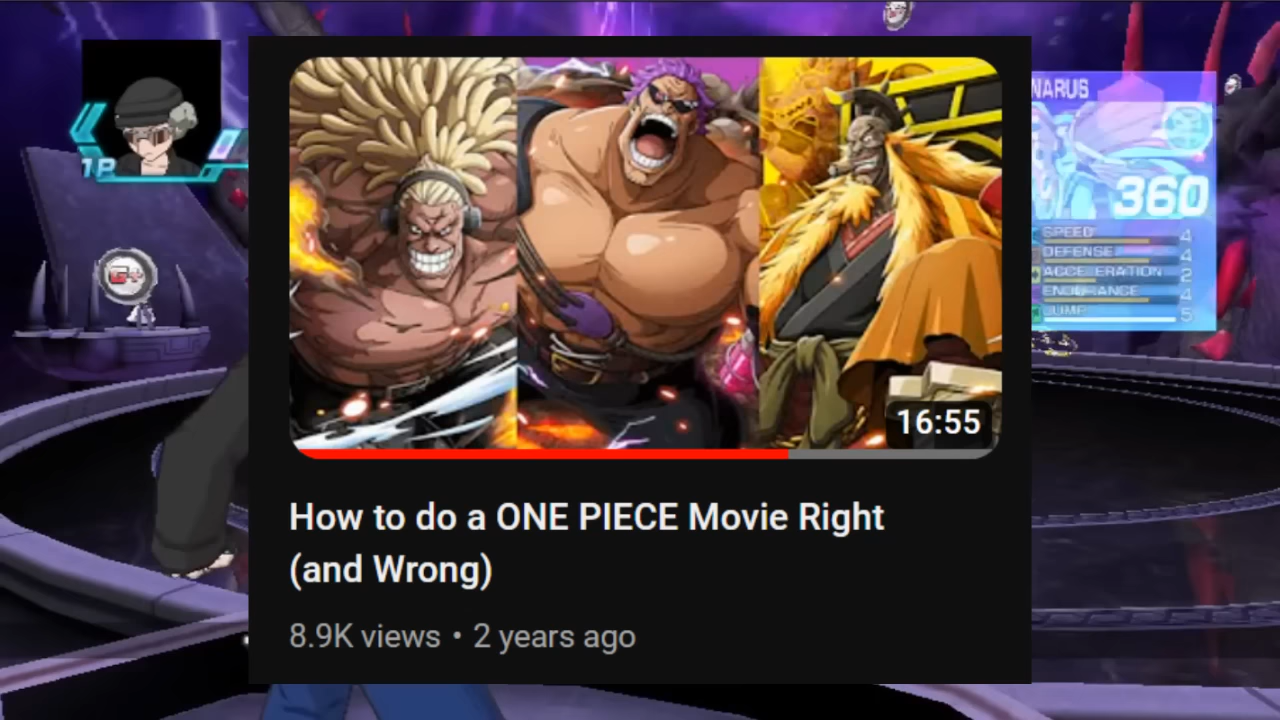 1P
G+
NARUS
360
SPEED 4
DEFENSE 4
ACCELERATION 2
ENDURANCE 4
JUMP 5
16:55
How to do a ONE PIECE Movie Right
(and Wrong)
8.9K views • 2 years ago